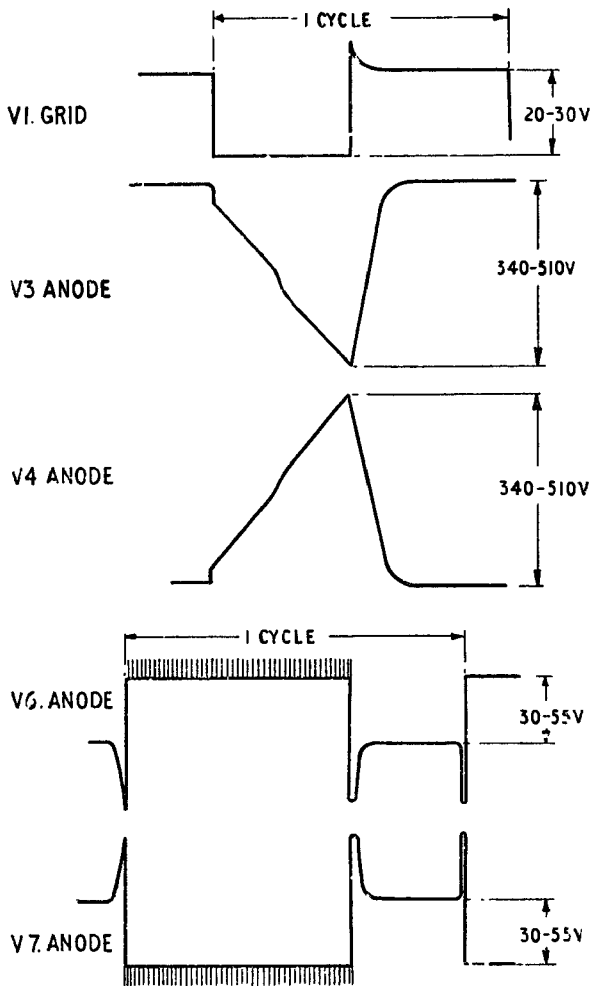 1 CYCLE
V1. GRID
20-30V
V3 ANODE
340-510V
V4 ANODE
340-510V
1 CYCLE
V6. ANODE
30-55V
V7. ANODE
30-55V